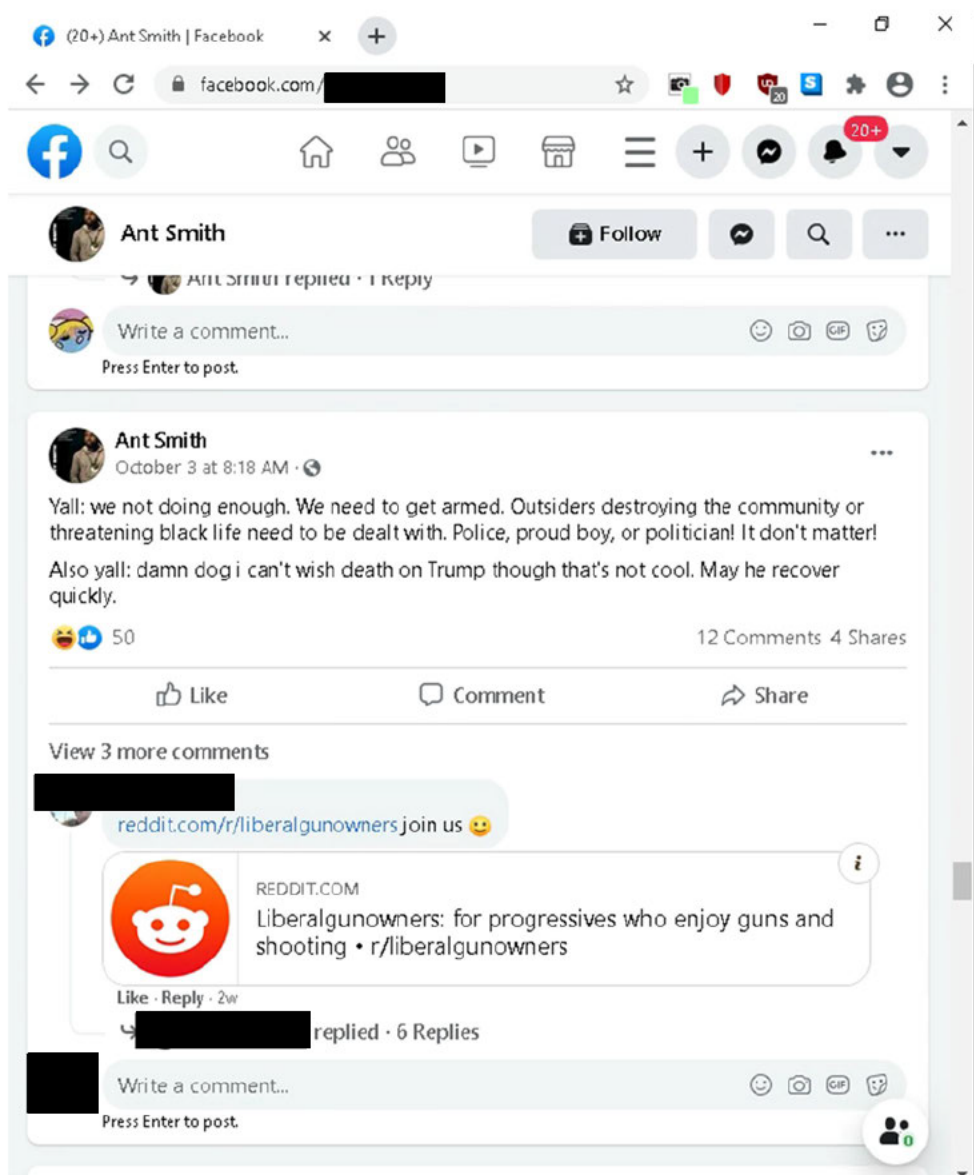 (20+) Ant Smith | Facebook
facebook.com/
20
20+
Ant Smith
Follow
Ant Smith replied · 1 Reply
Write a comment...
GIF
Press Enter to post.
Ant Smith
October 3 at 8:18 AM ·
Yall: we not doing enough. We need to get armed. Outsiders destroying the community or
threatening black life need to be dealt with. Police, proud boy, or politician! It don't matter!
Also yall: damn dog i can't wish death on Trump though that's not cool. May he recover
quickly.
50
12 Comments 4 Shares
Like
Comment
Share
View 3 more comments
reddit.com/r/liberalgunowners join us 🙂
REDDIT.COM
Liberalgunowners: for progressives who enjoy guns and
shooting • r/liberalgunowners
Like · Reply · 2w
replied · 6 Replies
Write a comment...
GIF
Press Enter to post.
0